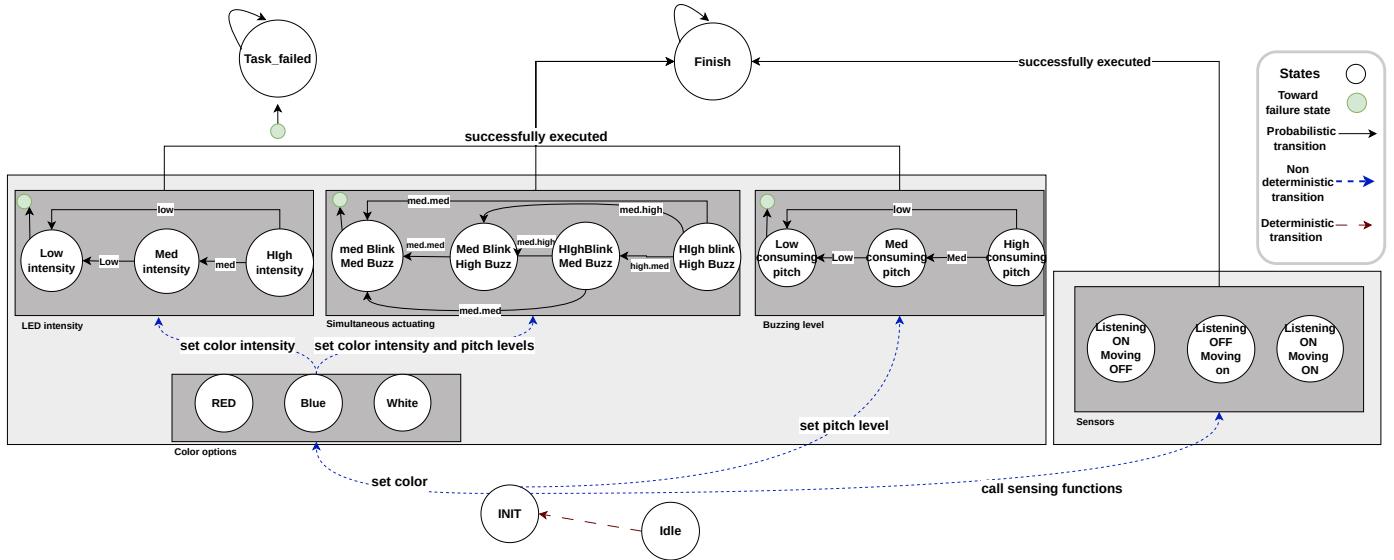 Task_failed
Finish
successfully executed
States
Toward
failure state
Probabilistic
transition
Non
deterministic
transition
Deterministic
transition
successfully executed
low
Low
intensity
Low
Med
intensity
med
HIgh
intensity
LED intensity
med.med
med.high
med Blink
Med Buzz
med.med
Med Blink
High Buzz
med.high
HIghBlink
Med Buzz
high.med
HIgh blink
High Buzz
med.med
Simultaneous actuating
low
Low
consuming
pitch
Low
Med
consuming
pitch
Med
High
consuming
pitch
Buzzing level
Listening
ON
Moving
OFF
Listening
OFF
Moving
on
Listening
ON
Moving
ON
Sensors
set color intensity
set color intensity and pitch levels
RED
Blue
White
Color options
set pitch level
set color
call sensing functions
INIT
Idle